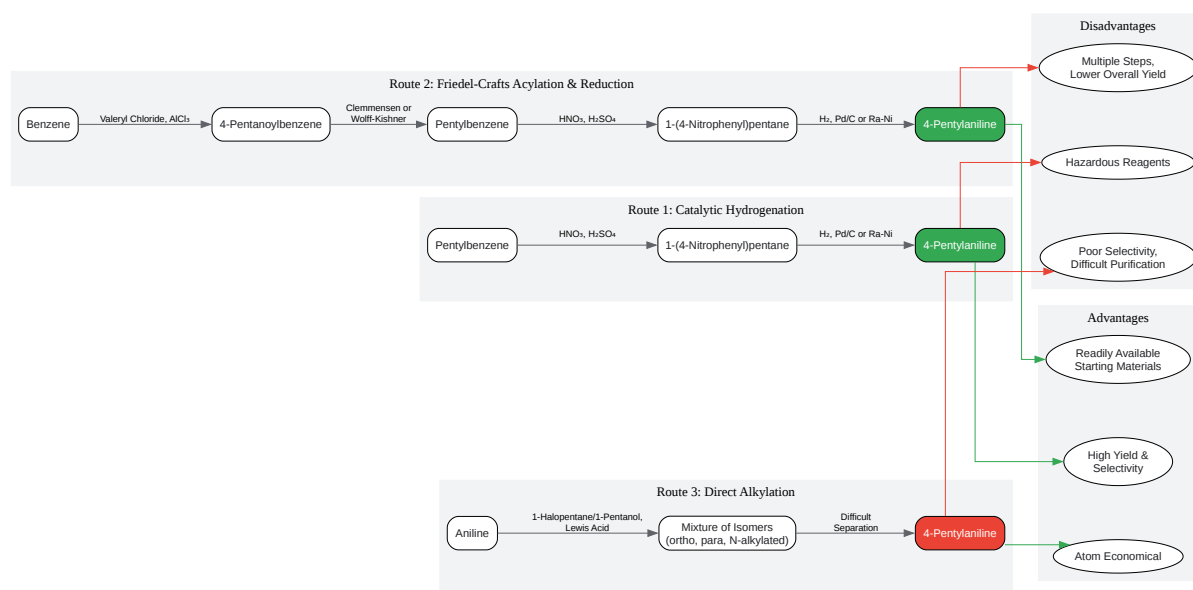 Disadvantages
Multiple Steps,
Lower Overall Yield
Route 2: Friedel-Crafts Acylation & Reduction
Benzene
Valeryl Chloride, AlCl₃
4-Pentanoylbenzene
Clemmensen or
Wolff-Kishner
Pentylbenzene
HNO₃, H₂SO₄
1-(4-Nitrophenyl)pentane
H₂, Pd/C or Ra-Ni
4-Pentylaniline
Hazardous Reagents
Route 1: Catalytic Hydrogenation
Pentylbenzene
HNO₃, H₂SO₄
1-(4-Nitrophenyl)pentane
H₂, Pd/C or Ra-Ni
4-Pentylaniline
Poor Selectivity,
Difficult Purification
Advantages
Readily Available
Starting Materials
High Yield &
Selectivity
Route 3: Direct Alkylation
Aniline
1-Halopentane/1-Pentanol,
Lewis Acid
Mixture of Isomers
(ortho, para, N-alkylated)
Difficult
Separation
4-Pentylaniline
Atom Economical